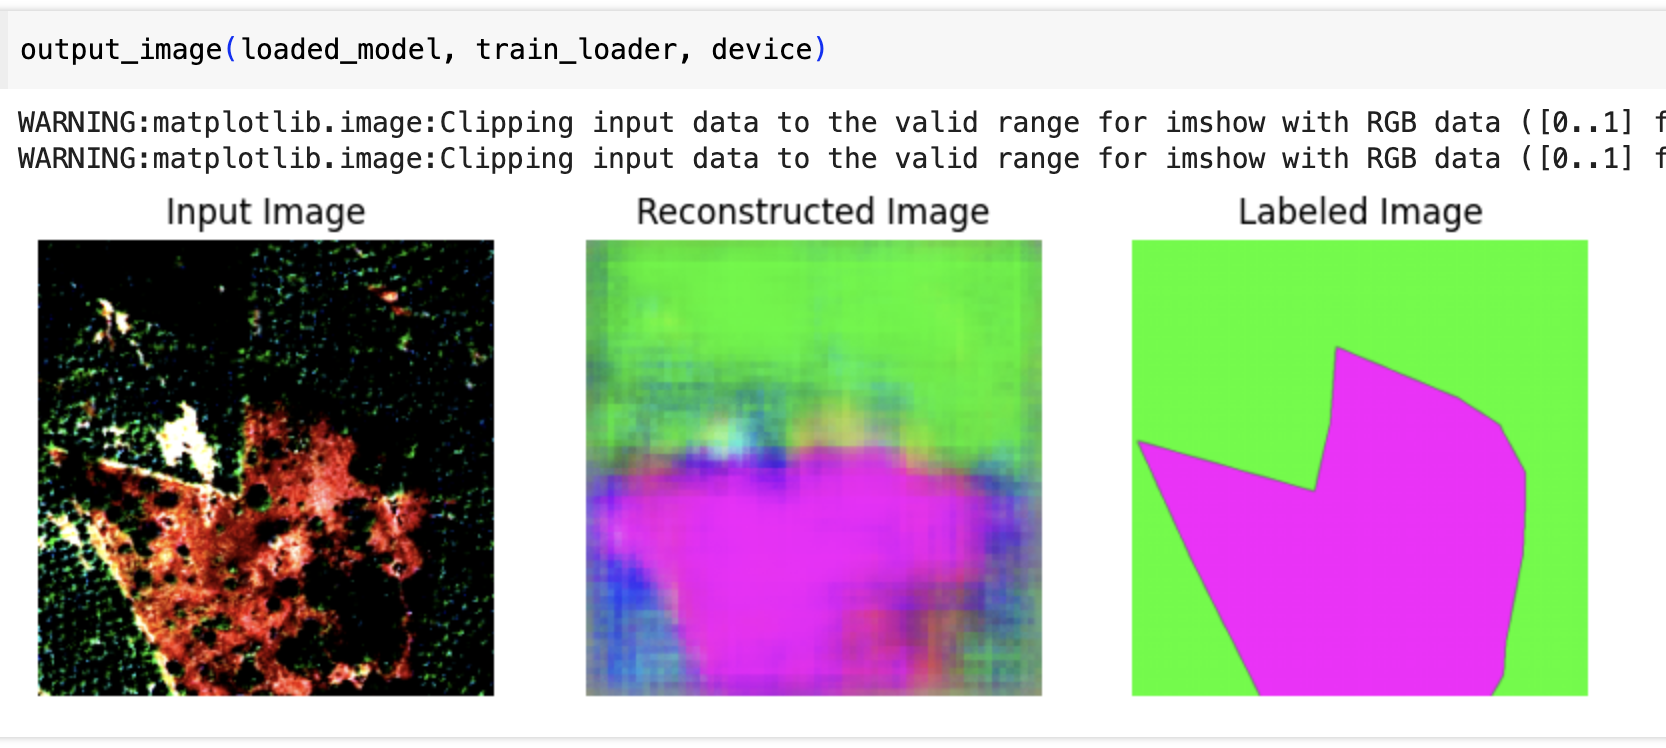 output_image(loaded_model, train_loader, device)
WARNING:matplotlib.image:Clipping input data to the valid range for imshow with RGB data ([0..1] f
WARNING:matplotlib.image:Clipping input data to the valid range for imshow with RGB data ([0..1] f
Input Image
Reconstructed Image
Labeled Image